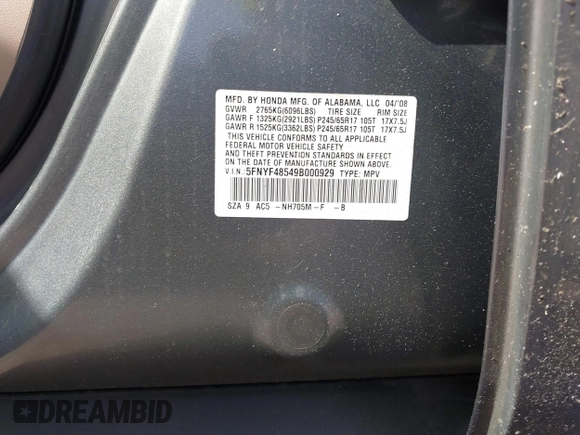 MFD. BY HONDA MFG. OF ALABAMA, LLC 04/'08
GVWR 2765KG(6096LBS) TIRE SIZE RIM SIZE
GAWR F 1325KG(2921LBS) P245/65R17 105T 17X7.5J
GAWR R 1525KG(3362LBS) P245/65R17 105T 17X7.5J
THIS VEHICLE CONFORMS TO ALL APPLICABLE
FEDERAL MOTOR VEHICLE SAFETY
AND THEFT PREVENTION STANDARDS IN EFFECT
ON THE DATE OF MANUFACTURE SHOWN ABOVE.
V.I.N.: 5FNYF48549B000929 TYPE: MPV
SZA 9 AC5 -NH705M-F -B
DREAMBID